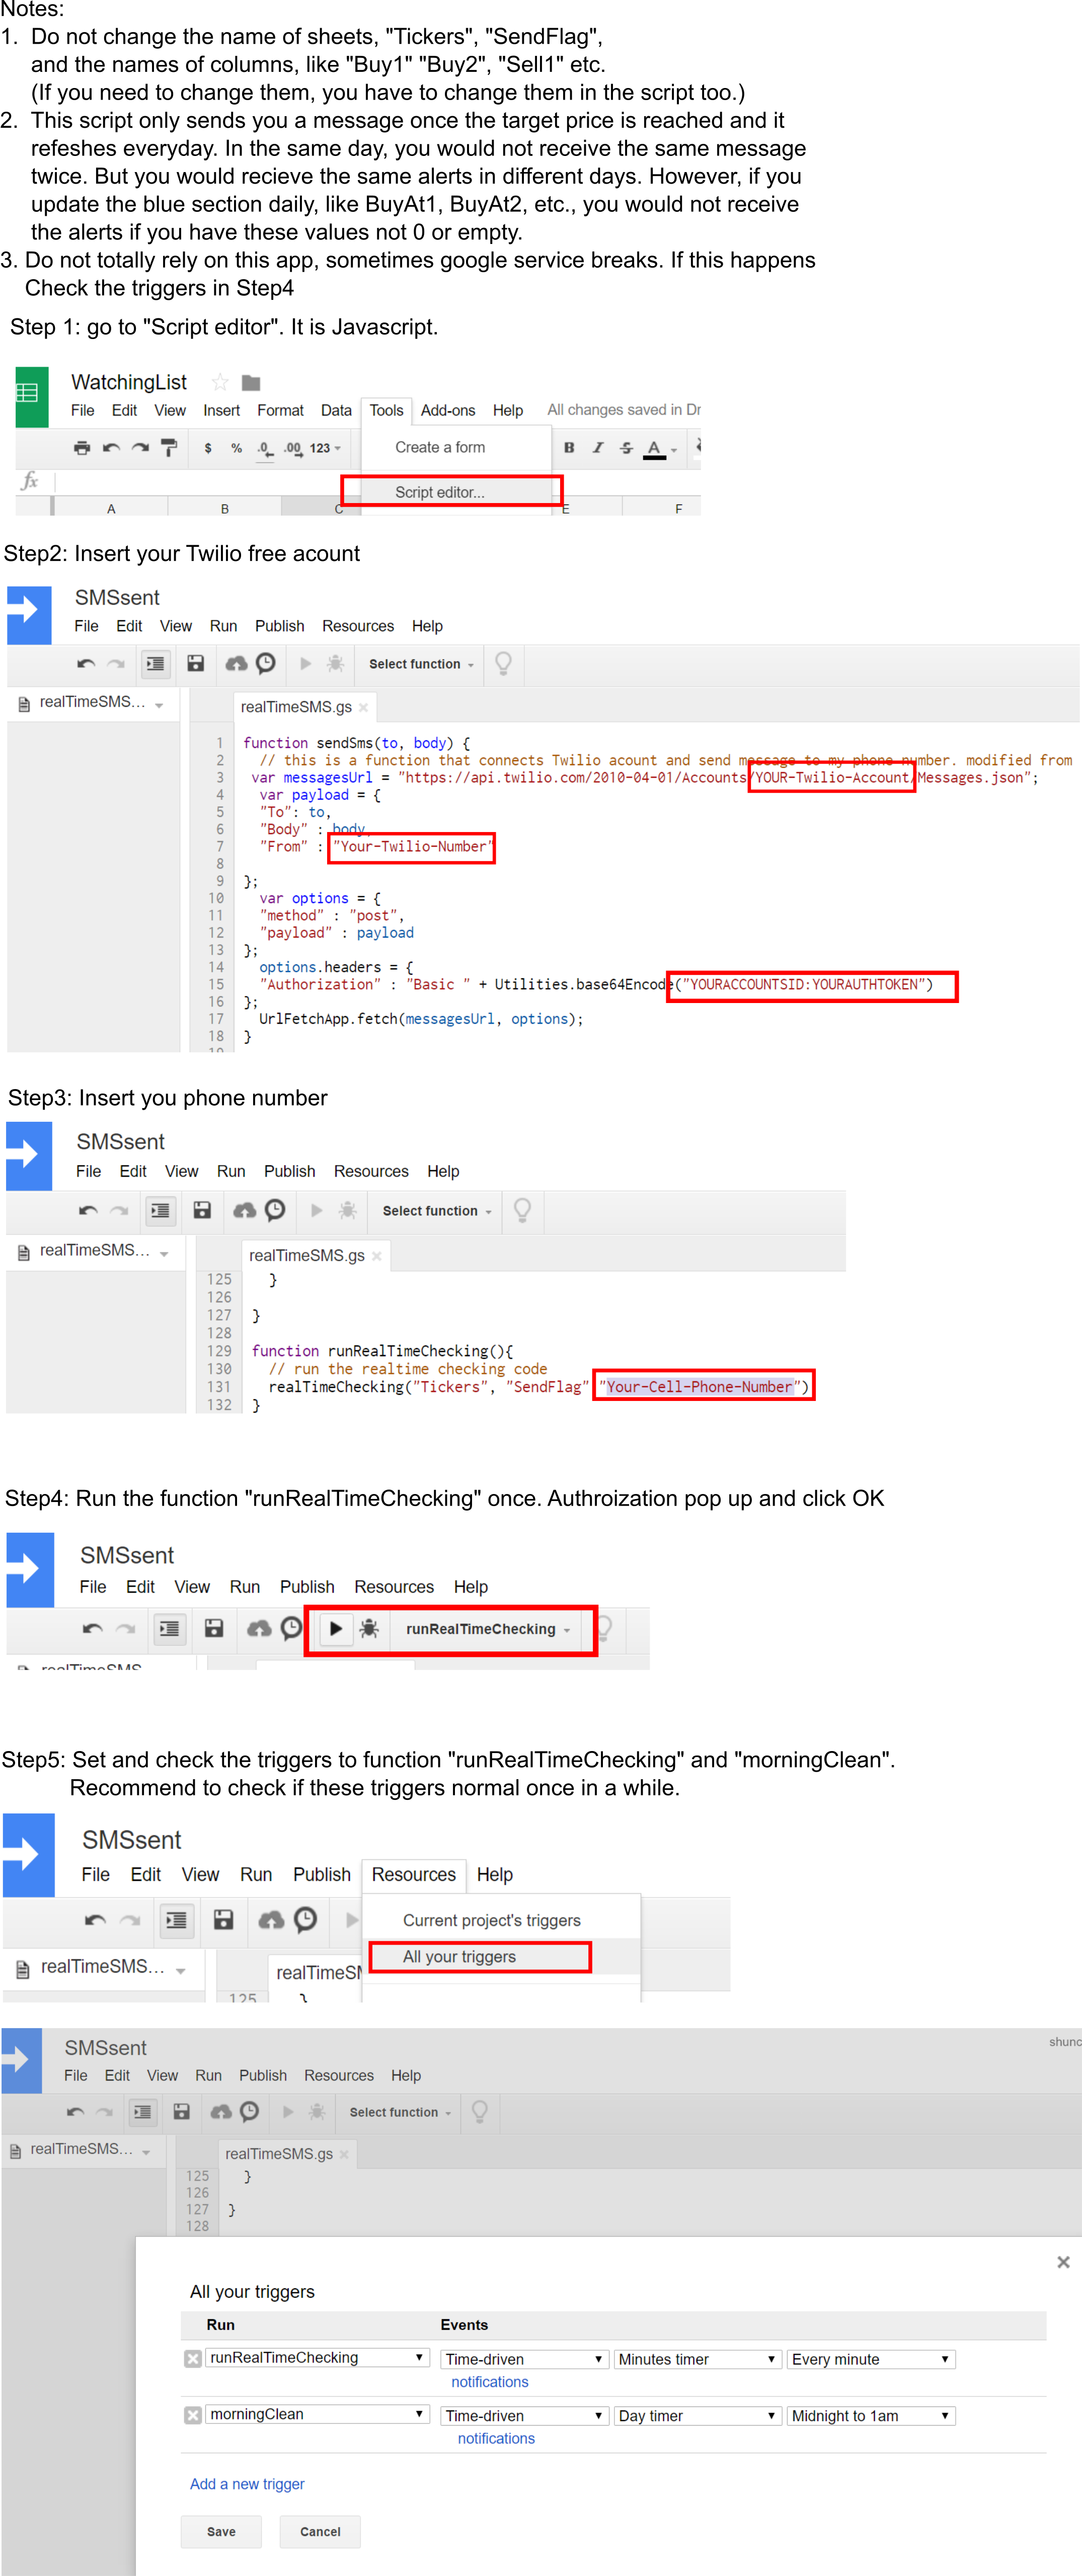 Notes:
1. Do not change the name of sheets, "Tickers", "SendFlag",
and the names of columns, like "Buy1" "Buy2", "Sell1" etc.
(If you need to change them, you have to change them in the script too.)
2. This script only sends you a message once the target price is reached and it
refeshes everyday. In the same day, you would not receive the same message
twice. But you would recieve the same alerts in different days. However, if you
update the blue section daily, like BuyAt1, BuyAt2, etc., you would not receive
the alerts if you have these values not 0 or empty.
3. Do not totally rely on this app, sometimes google service breaks. If this happens
Check the triggers in Step4
Step 1: go to "Script editor". It is Javascript.
WatchingList
File Edit View Insert Format Data Tools Add-ons Help All changes saved in Dr
$ % .0 .00 123 Create a form B I S A
fx
Script editor...
A B C E F
Step2: Insert your Twilio free acount
SMSsent
File Edit View Run Publish Resources Help
Select function
realTimeSMS... realTimeSMS.gs
1 function sendSms(to, body) {
2 // this is a function that connects Twilio acount and send message to my phone number. modified from
3 var messagesUrl = "https://api.twilio.com/2010-04-01/Accounts/YOUR-Twilio-Account/Messages.json";
4 var payload = {
5 "To": to,
6 "Body" : body,
7 "From" : "Your-Twilio-Number"
8
9 };
10 var options = {
11 "method" : "post",
12 "payload" : payload
13 };
14 options.headers = {
15 "Authorization" : "Basic " + Utilities.base64Encode("YOURACCOUNTSID:YOURAUTHTOKEN")
16 };
17 UrlFetchApp.fetch(messagesUrl, options);
18 }
19
Step3: Insert you phone number
SMSsent
File Edit View Run Publish Resources Help
Select function
realTimeSMS... realTimeSMS.gs
125 }
126
127 }
128
129 function runRealTimeChecking(){
130 // run the realtime checking code
131 realTimeChecking("Tickers", "SendFlag" "Your-Cell-Phone-Number")
132 }
Step4: Run the function "runRealTimeChecking" once. Authroization pop up and click OK
SMSsent
File Edit View Run Publish Resources Help
runRealTimeChecking
realTimeSMS
Step5: Set and check the triggers to function "runRealTimeChecking" and "morningClean".
Recommend to check if these triggers normal once in a while.
SMSsent
File Edit View Run Publish Resources Help
Current project's triggers
All your triggers
realTimeSMS... realTimeSM
125 }
SMSsent shunc
File Edit View Run Publish Resources Help
Select function
realTimeSMS... realTimeSMS.gs
125 }
126
127 }
128
All your triggers
Run Events
runRealTimeChecking Time-driven Minutes timer Every minute
notifications
morningClean Time-driven Day timer Midnight to 1am
notifications
Add a new trigger
Save Cancel